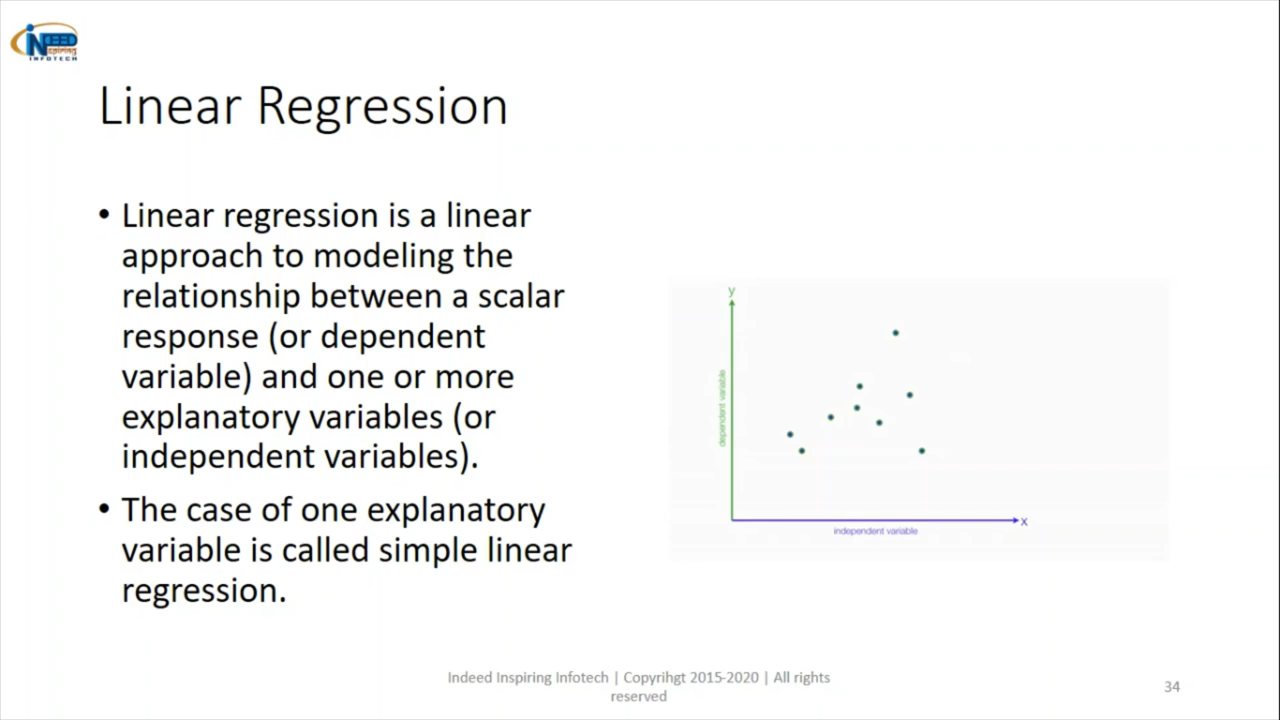 iNEED
nspiring
INFOTECH
Linear Regression
• Linear regression is a linear
approach to modeling the
relationship between a scalar
response (or dependent
variable) and one or more
explanatory variables (or
independent variables).
• The case of one explanatory
variable is called simple linear
regression.
y
dependent variable
x
independent variable
Indeed Inspiring Infotech | Copyrihgt 2015-2020 | All rights
reserved
34